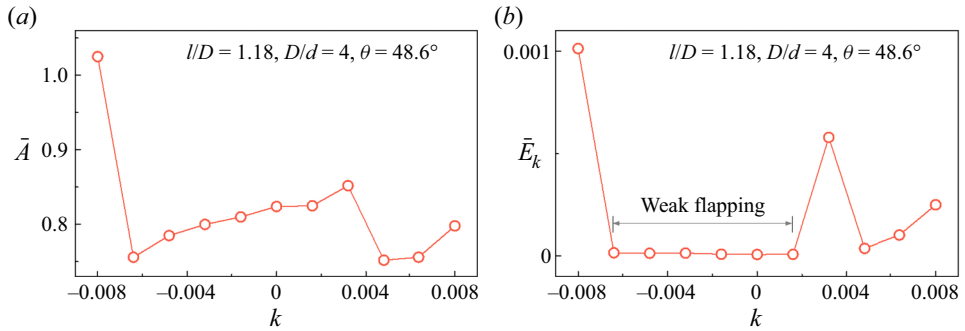 (a)
l/D = 1.18, D/d = 4, θ = 48.6°
1.0
0.9
0.8
Ā
−0.008
−0.004
0
0.004
0.008
k
(b)
l/D = 1.18, D/d = 4, θ = 48.6°
0.001
Ēk
0
Weak flapping
−0.008
−0.004
0
0.004
0.008
k